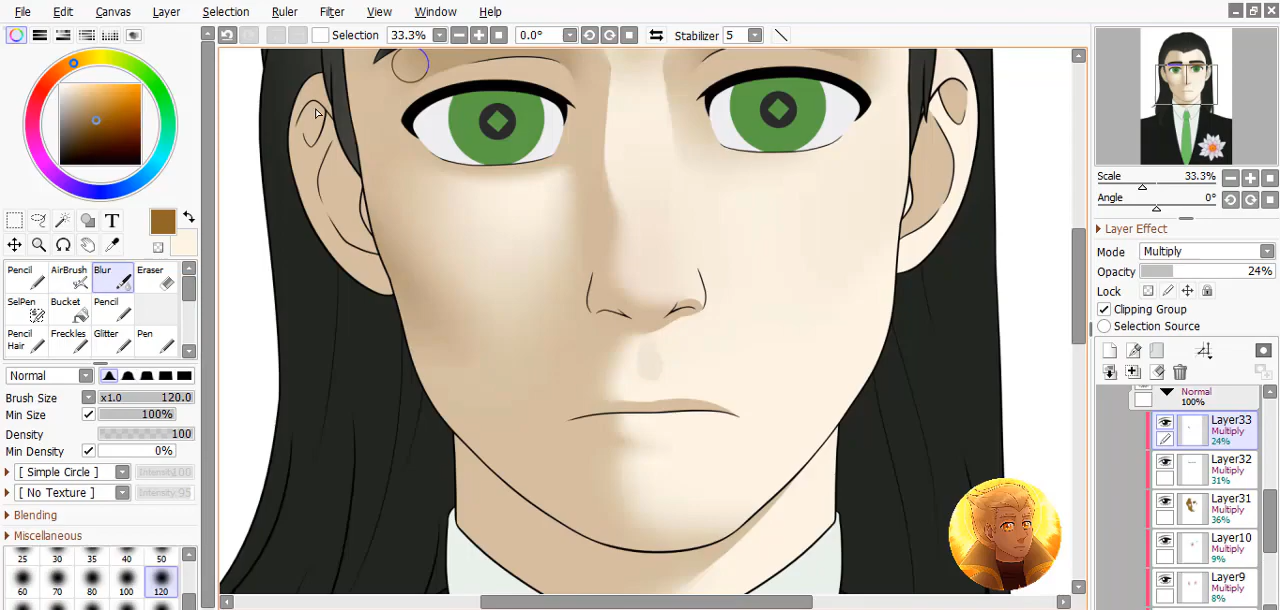 File Edit Canvas Layer Selection Ruler Filter View Window Help
Selection 33.3% 0.0° Stabilizer 5
T
Pencil AirBrush Blur Eraser
SelPen Bucket Pencil
Pencil Hair Freckles Glitter Pen
Normal
Brush Size x1.0 120.0
Min Size 100%
Density 100
Min Density 0%
[ Simple Circle ] Intensity 100
[ No Texture ] Intensity 95
Blending
Miscellaneous
25 30 35 40 50
60 70 80 100 120
Scale 33.3%
Angle 0°
Layer Effect
Mode Multiply
Opacity 24%
Lock
Clipping Group
Selection Source
Normal
100%
Layer33
Multiply
24%
Layer32
Multiply
31%
Layer31
Multiply
36%
Layer10
Multiply
9%
Layer9
Multiply
8%